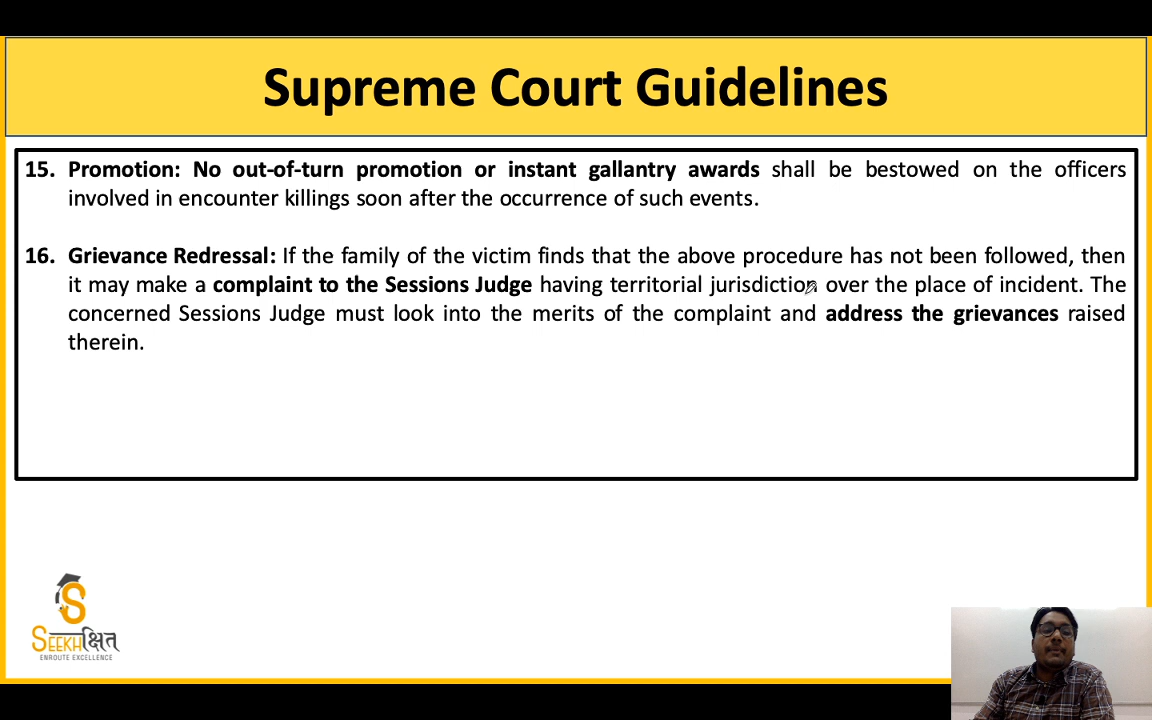 Supreme Court Guidelines
15. Promotion: No out-of-turn promotion or instant gallantry awards shall be bestowed on the officers
involved in encounter killings soon after the occurrence of such events.
16. Grievance Redressal: If the family of the victim finds that the above procedure has not been followed, then
it may make a complaint to the Sessions Judge having territorial jurisdiction over the place of incident. The
concerned Sessions Judge must look into the merits of the complaint and address the grievances raised
therein.
S
SEEKHक्षित
ENROUTE EXCELLENCE